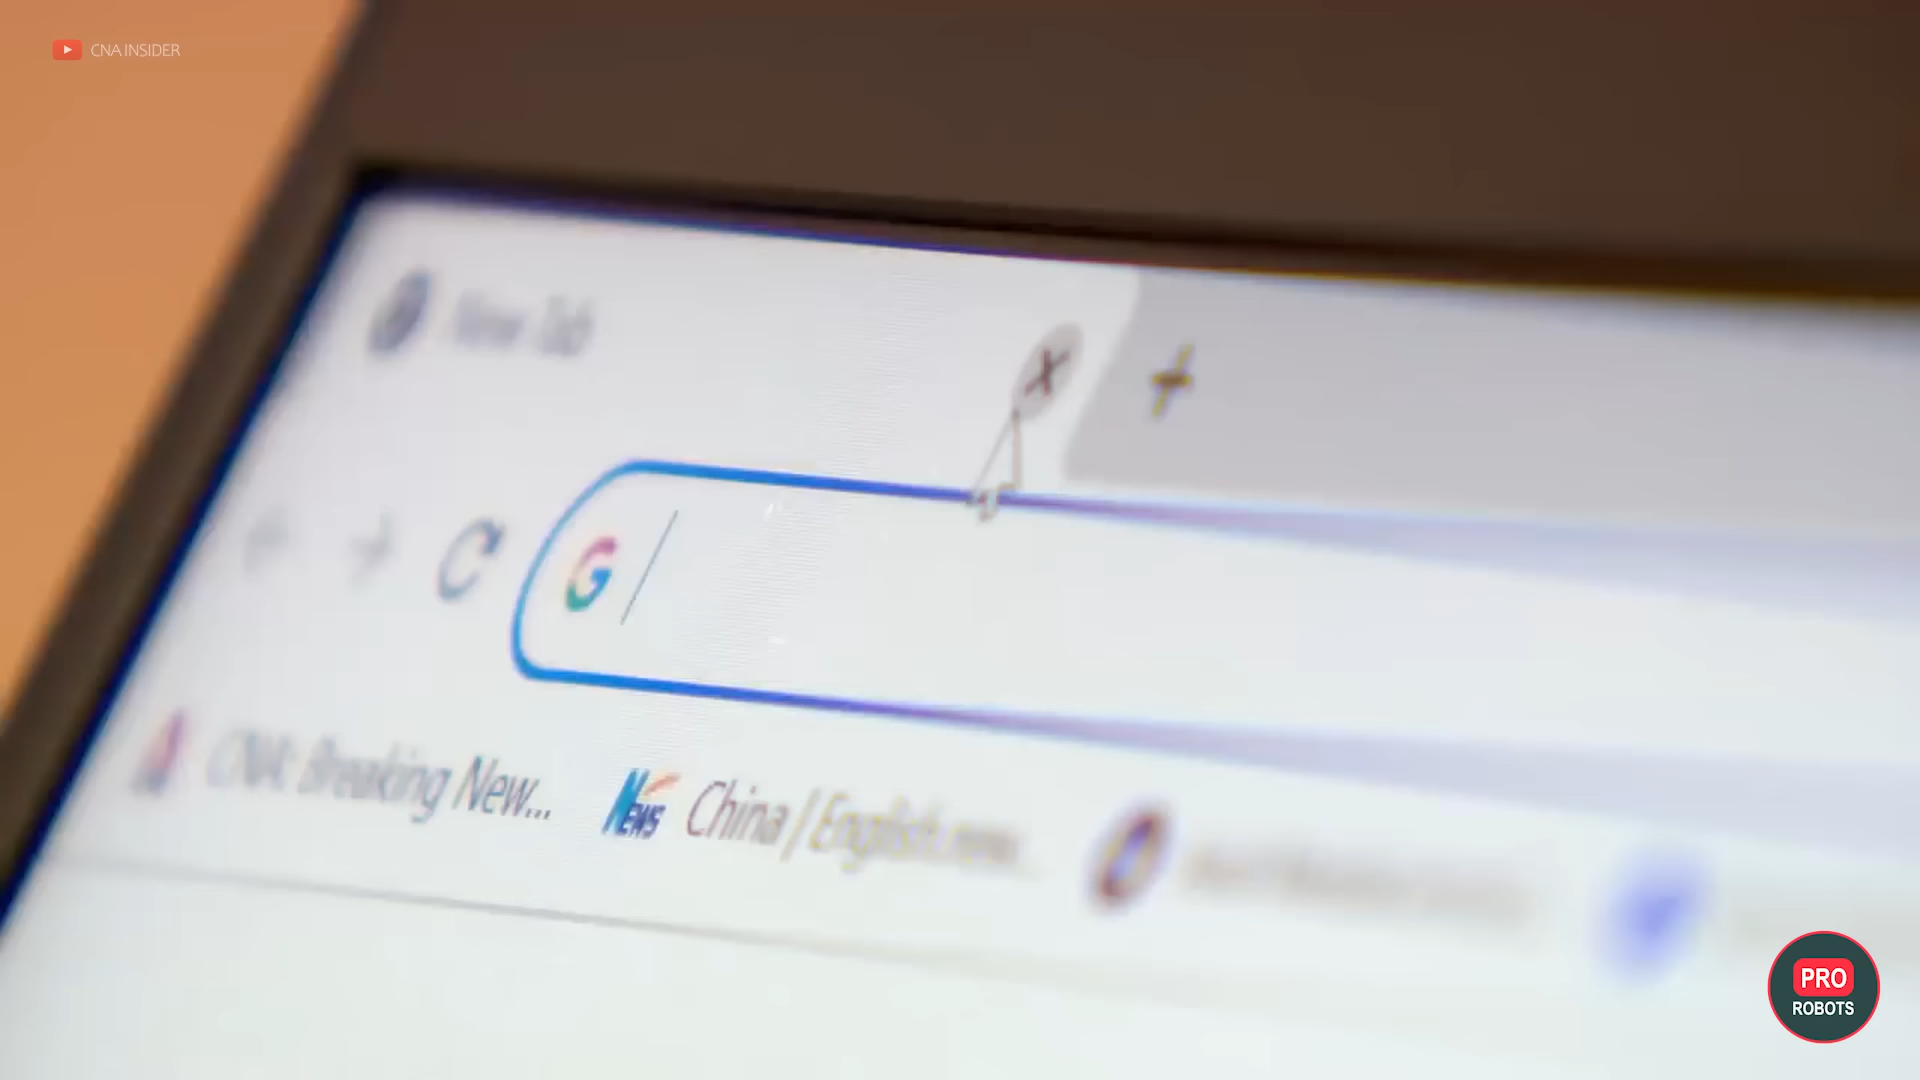 CNA INSIDER
New Tab
G
CNA: Breaking New...
NEWS China / English new...
PRO
ROBOTS